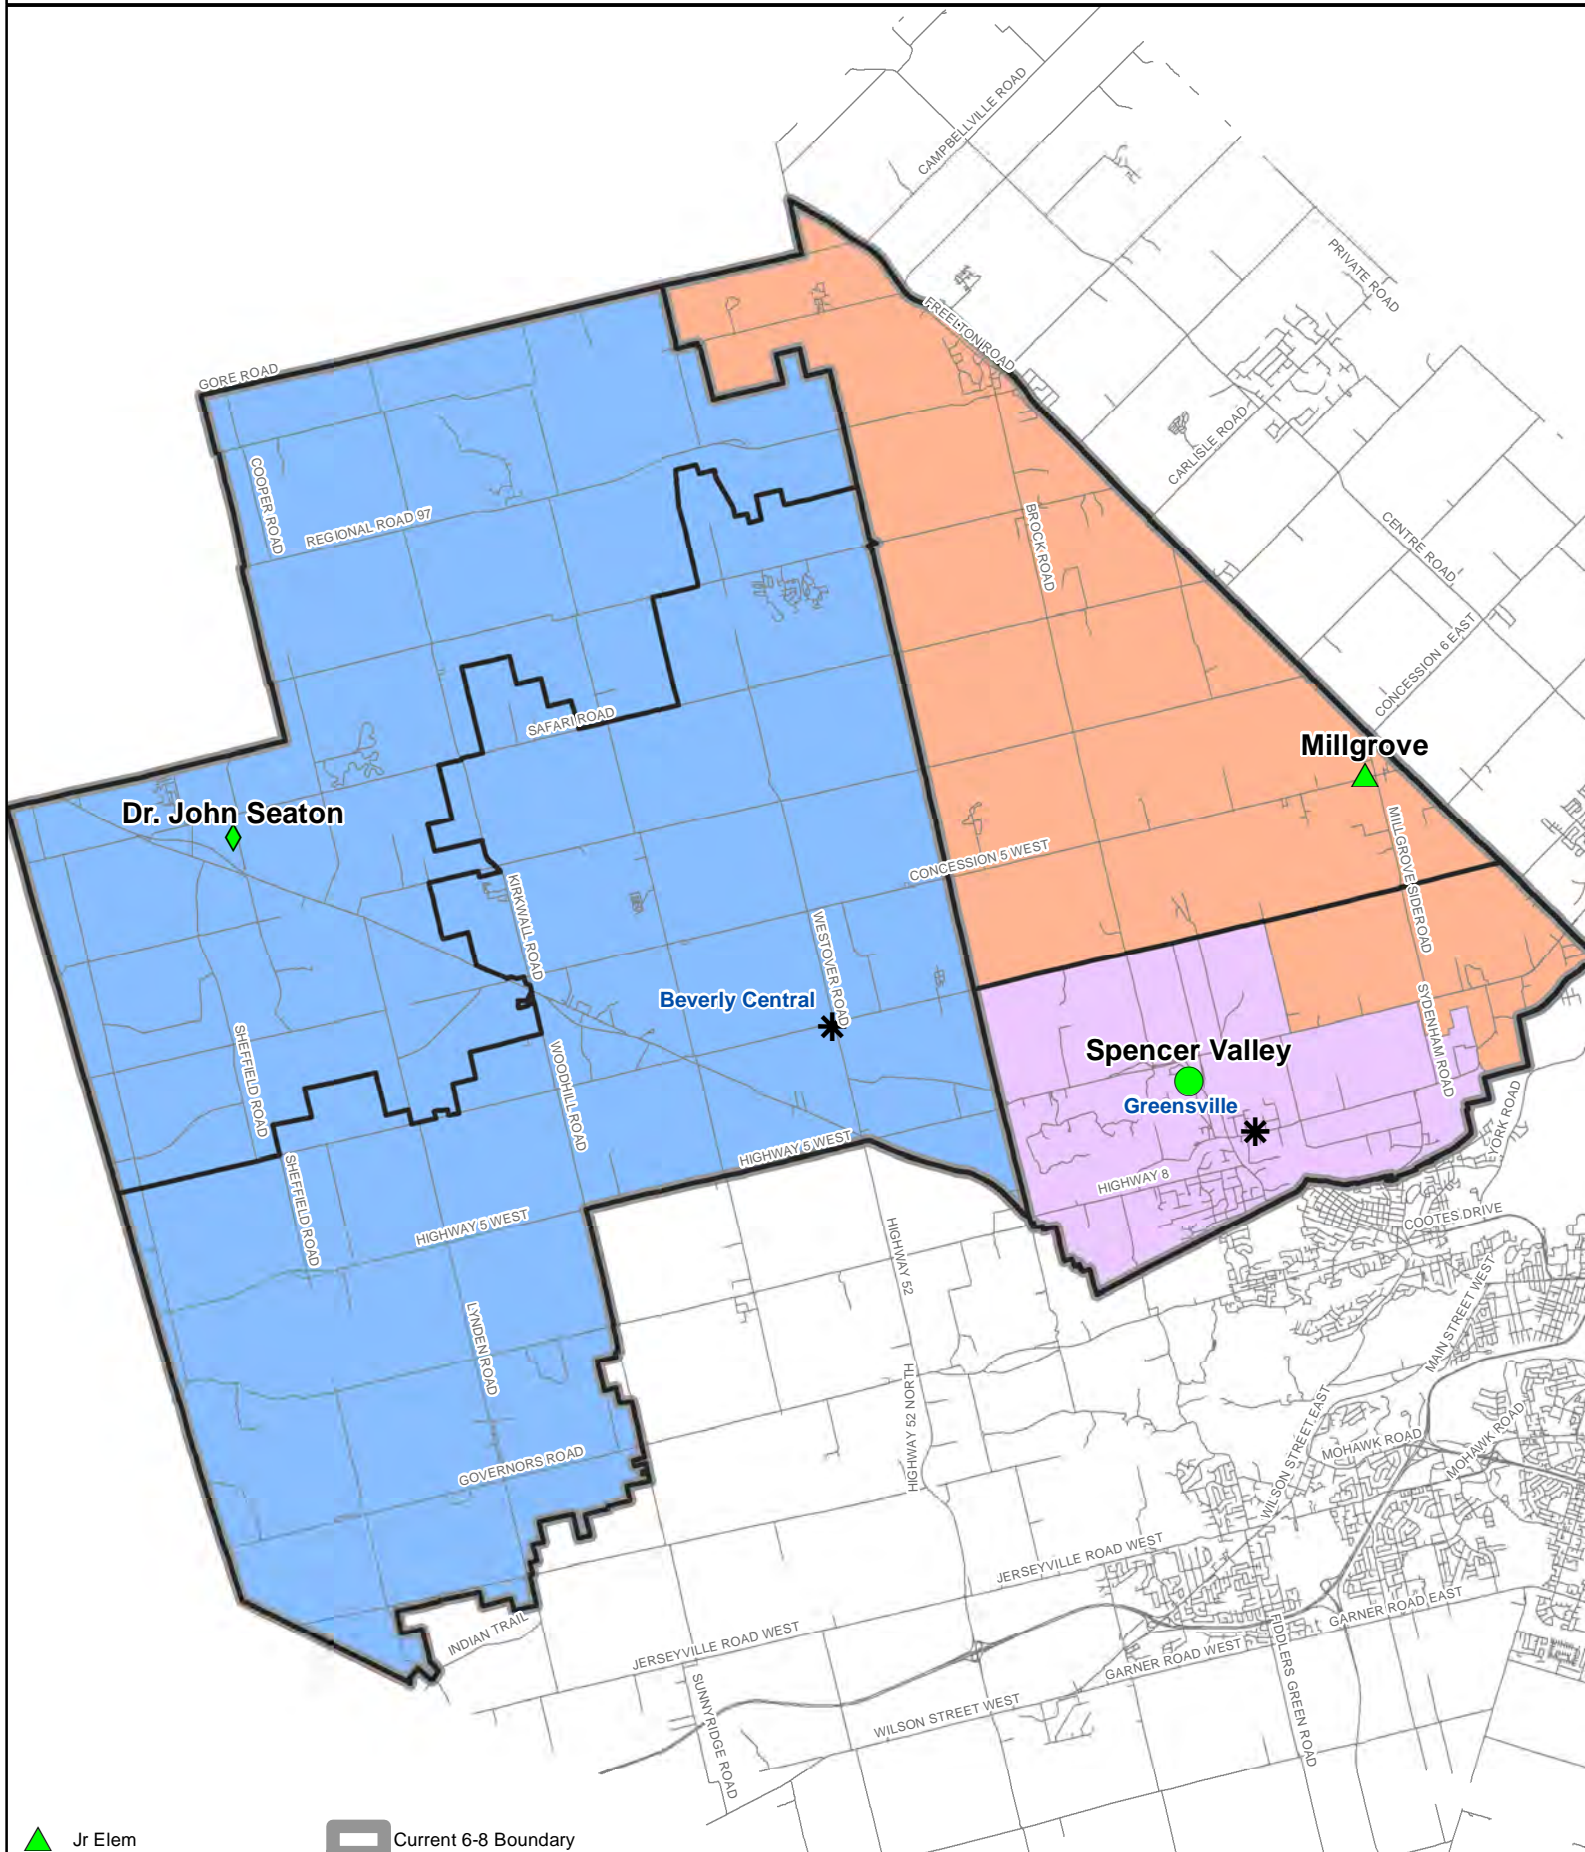 CAMPBELLVILLE ROAD
PRIVATE ROAD
FREELTON ROAD
GORE ROAD
CARLISLE ROAD
COOPER ROAD
REGIONAL ROAD 97
BROCK ROAD
CENTRE ROAD
CONCESSION 6 EAST
SAFARI ROAD
Millgrove
Dr. John Seaton
MILLGROVE SIDEROAD
CONCESSION 5 WEST
KIRKWALL ROAD
WESTOVER ROAD
Beverly Central
SYDENHAM ROAD
SHEFFIELD ROAD
WOODHILL ROAD
Spencer Valley
Greensville
YORK ROAD
HIGHWAY 5 WEST
HIGHWAY 8
SHEFFIELD ROAD
HIGHWAY 5 WEST
COOTES DRIVE
HIGHWAY 52
MAIN STREET WEST
LYNDEN ROAD
HIGHWAY 52 NORTH
WILSON STREET EAST
MOHAWK ROAD
MOHAWK ROAD
GOVERNORS ROAD
JERSEYVILLE ROAD WEST
GARNER ROAD EAST
INDIAN TRAIL
JERSEYVILLE ROAD WEST
GARNER ROAD WEST
FIDDLERS GREEN ROAD
SUNNYRIDGE ROAD
WILSON STREET WEST
Jr Elem
Current 6-8 Boundary